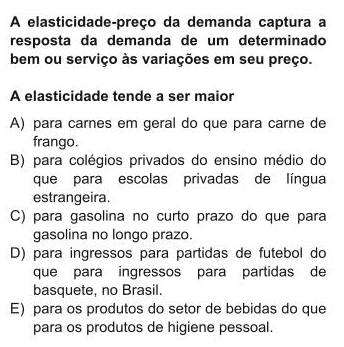 A elasticidade-preço da demanda captura a
resposta da demanda de um determinado
bem ou serviço às variações em seu preço.
A elasticidade tende a ser maior
A) para carnes em geral do que para carne de
frango.
B) para colégios privados do ensino médio do
que para escolas privadas de língua
estrangeira.
C) para gasolina no curto prazo do que para
gasolina no longo prazo.
D) para ingressos para partidas de futebol do
que para ingressos para partidas de
basquete, no Brasil.
E) para os produtos do setor de bebidas do que
para os produtos de higiene pessoal.